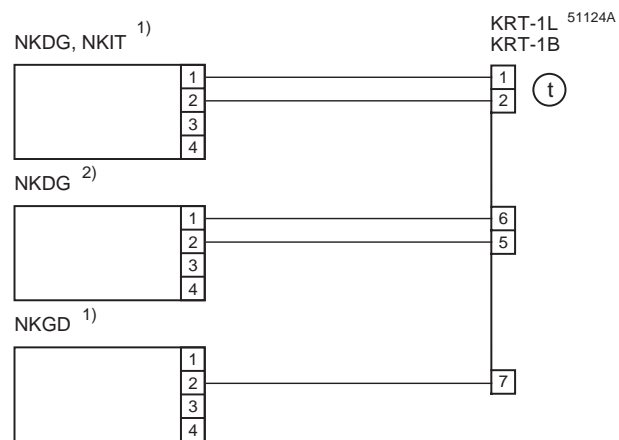 NKDG, NKIT 1)
KRT-1L 51124A
KRT-1B
1 1
2 2 t
3
4
NKDG 2)
1 6
2 5
3
4
NKGD 1)
1
2 7
3
4